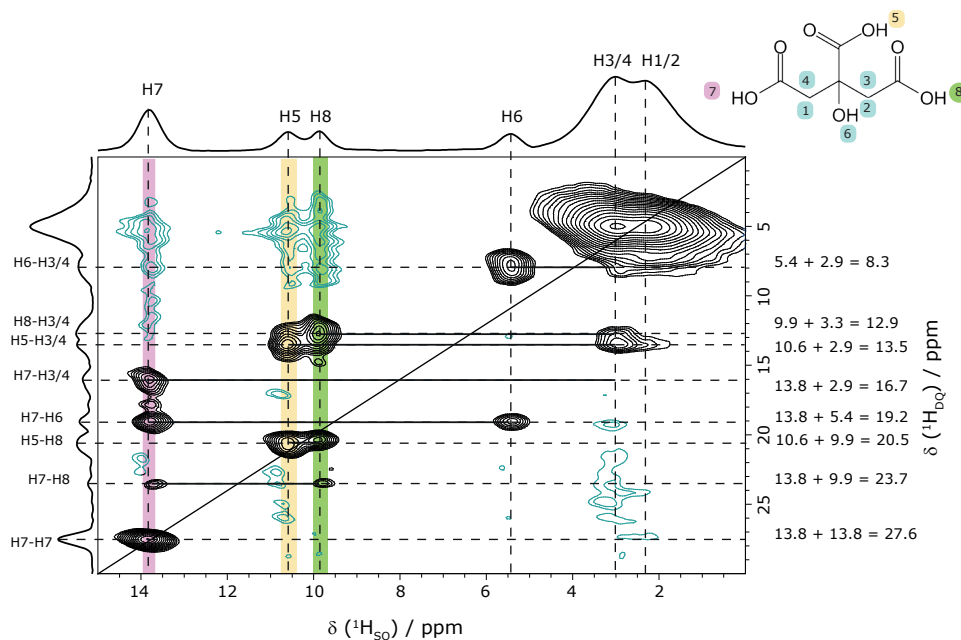 O
OH
5
O
O
4
3
7
HO
OH
8
1
OH
2
6
H7
H5
H8
H6
H3/4
H1/2
H6-H3/4
H8-H3/4
H5-H3/4
H7-H3/4
H7-H6
H5-H8
H7-H8
H7-H7
5
10
15
20
25
δ (¹H_DQ) / ppm
5.4 + 2.9 = 8.3
9.9 + 3.3 = 12.9
10.6 + 2.9 = 13.5
13.8 + 2.9 = 16.7
13.8 + 5.4 = 19.2
10.6 + 9.9 = 20.5
13.8 + 9.9 = 23.7
13.8 + 13.8 = 27.6
14
12
10
8
6
4
2
δ (¹H_SQ) / ppm